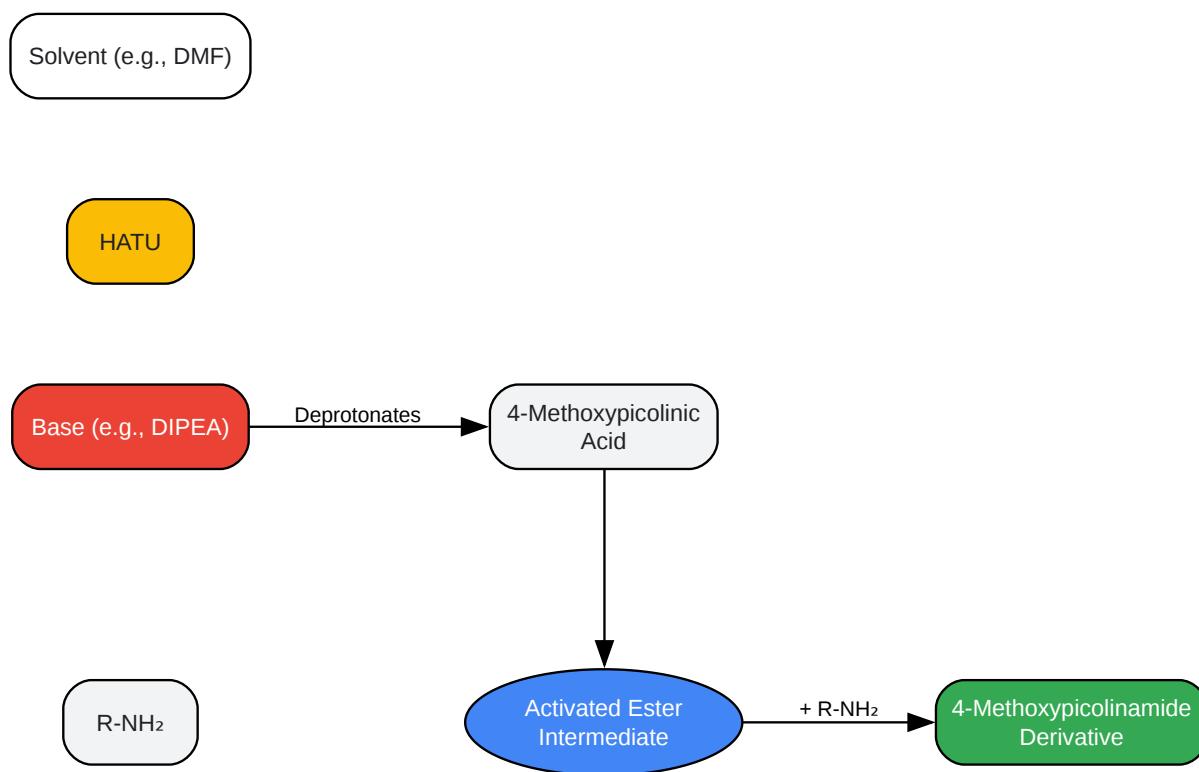 Solvent (e.g., DMF)
HATU
Base (e.g., DIPEA)
Deprotonates
4-Methoxypicolinic
Acid
R-NH₂
Activated Ester
Intermediate
+ R-NH₂
4-Methoxypicolinamide
Derivative